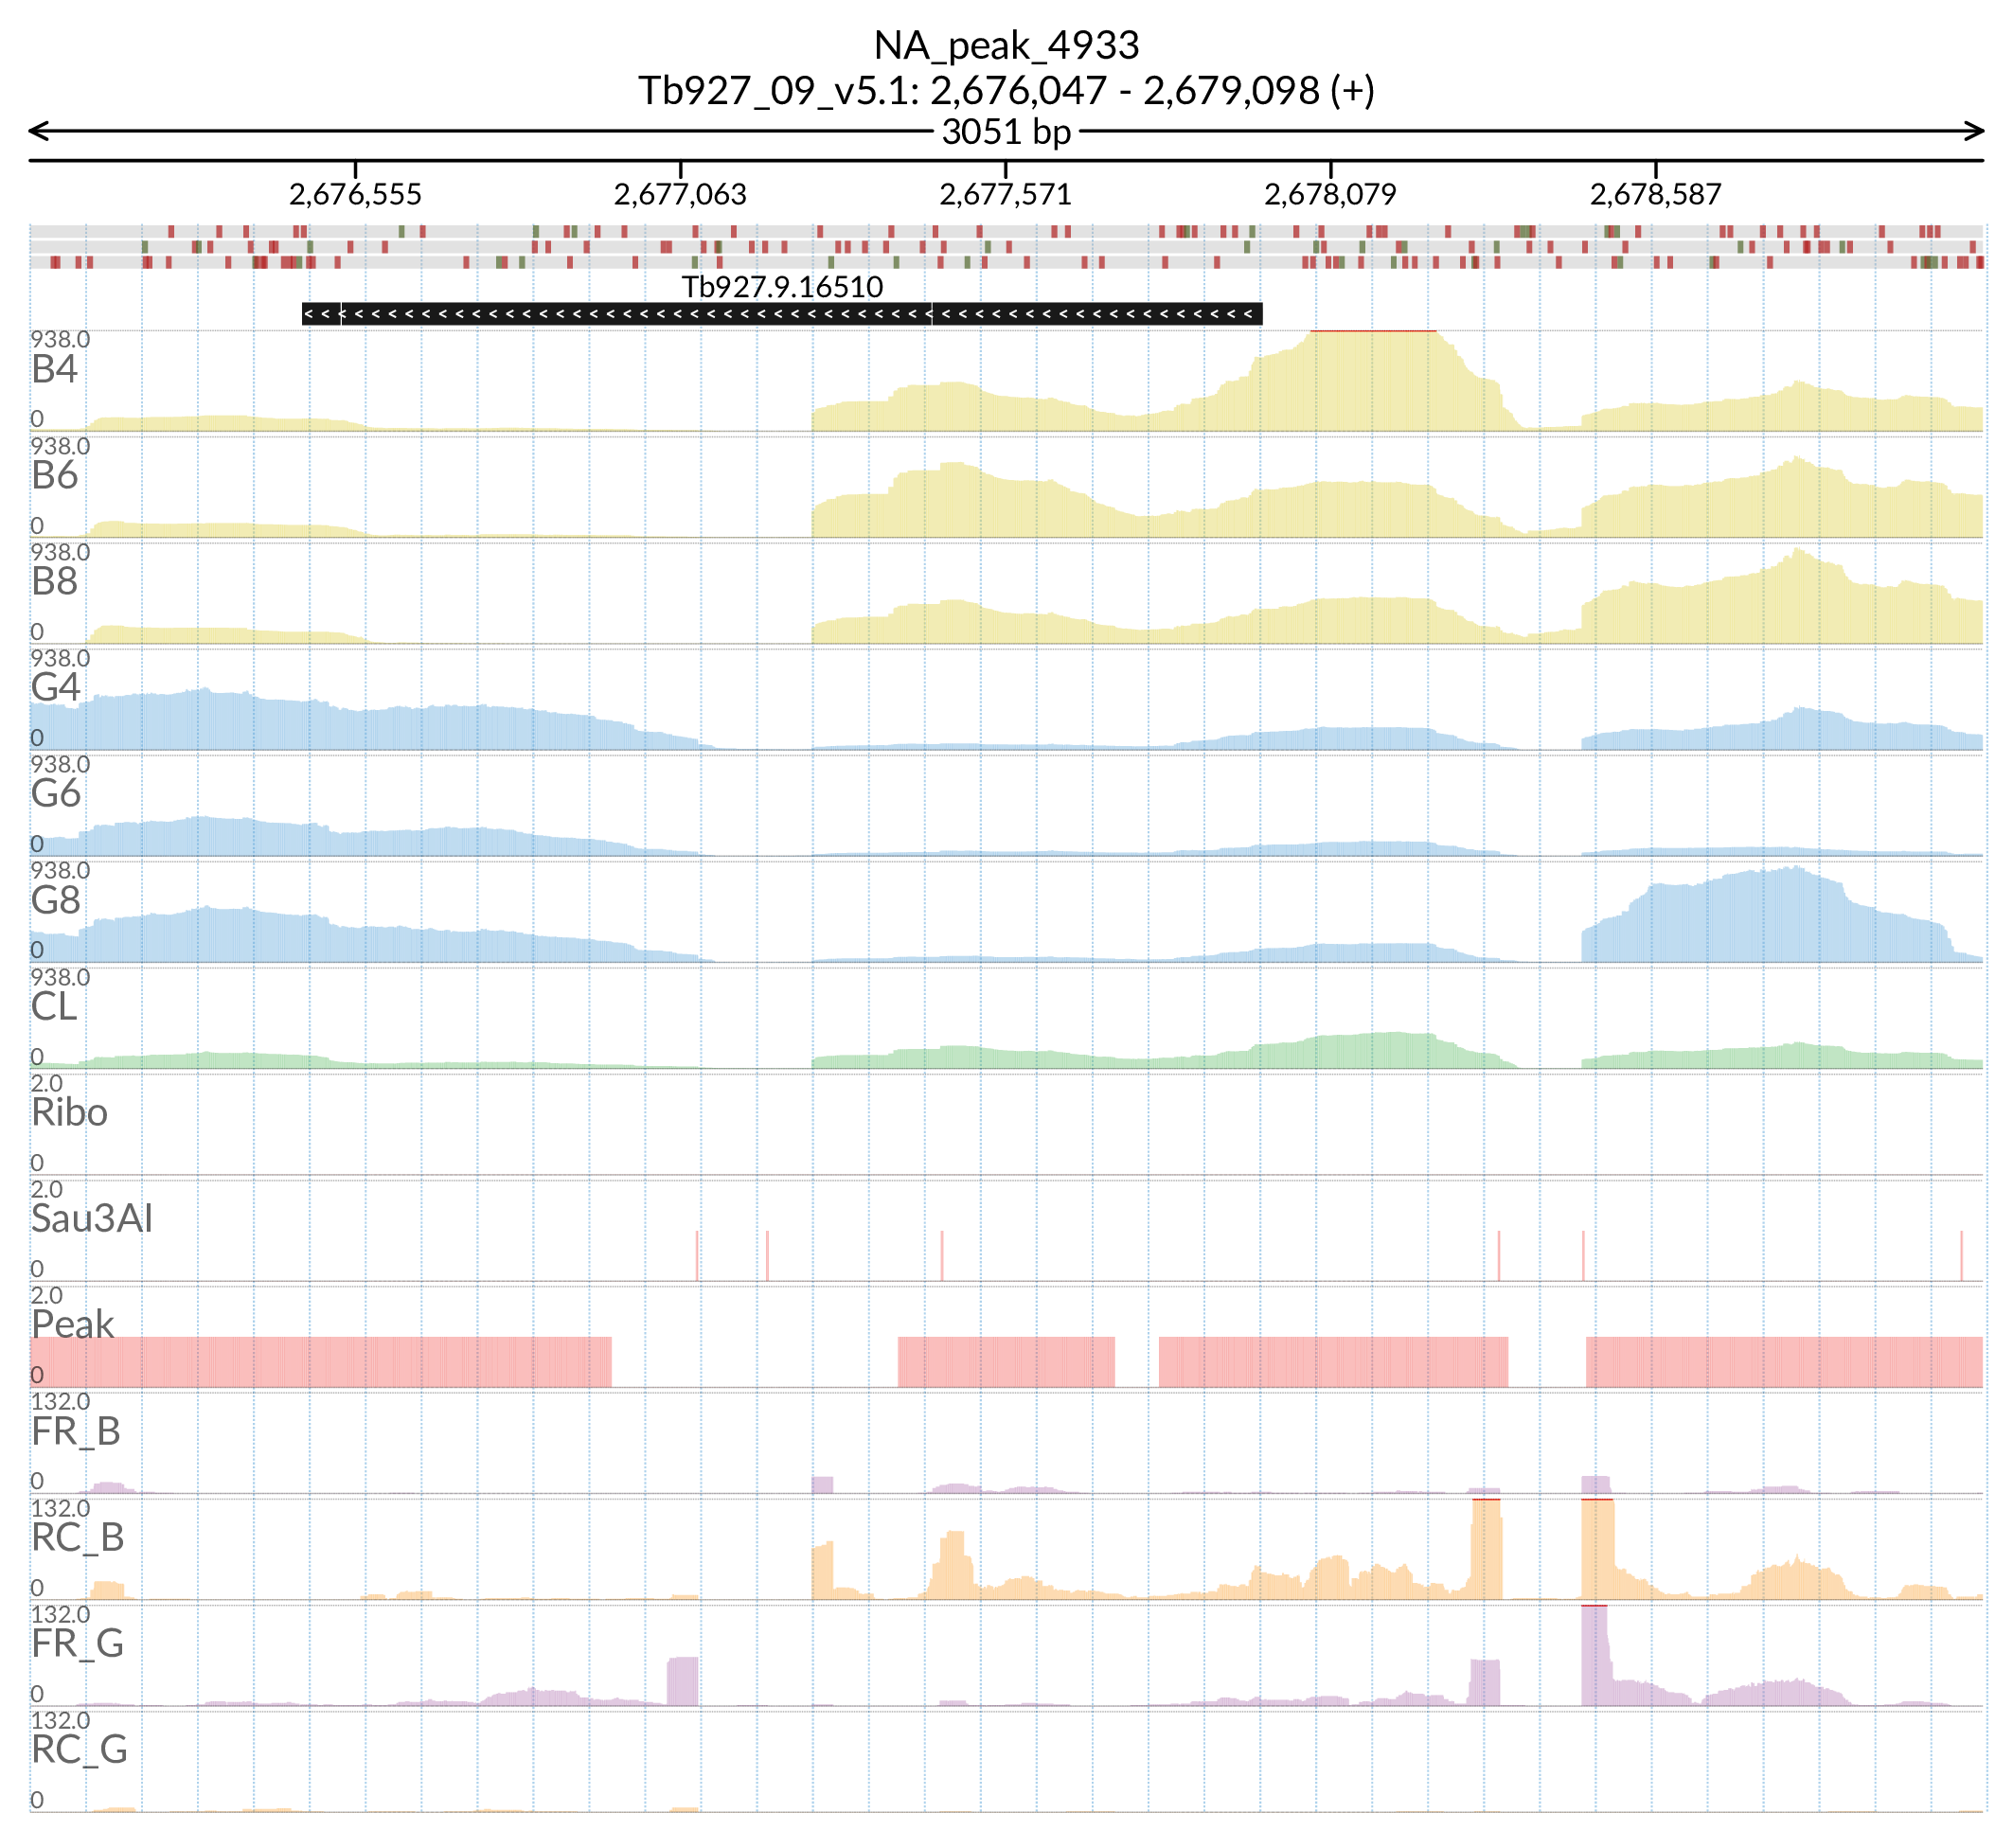 NA_peak_4933
Tb927_09_v5.1: 2,676,047 - 2,679,098 (+)
3051 bp
2,676,555 2,677,063 2,677,571 2,678,079 2,678,587
Tb927.9.16510
938.0
B4
0
938.0
B6
0
938.0
B8
0
938.0
G4
0
938.0
G6
0
938.0
G8
0
938.0
CL
0
2.0
Ribo
0
2.0
Sau3AI
0
2.0
Peak
0
132.0
FR_B
0
132.0
RC_B
0
132.0
FR_G
0
132.0
RC_G
0